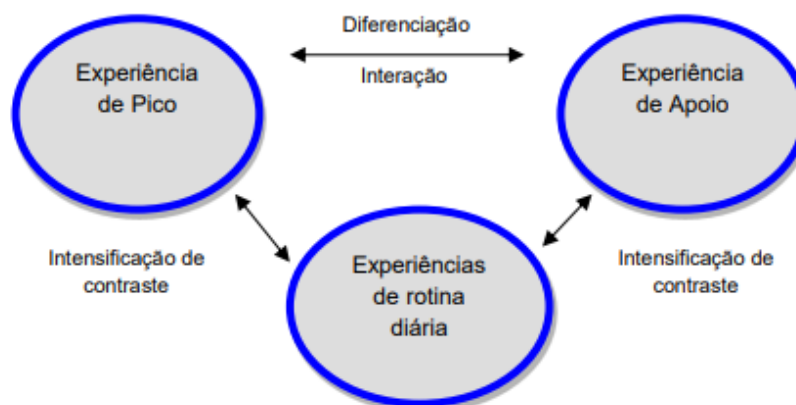 Diferenciação
Experiência
de Pico
Interação
Experiência
de Apoio
Intensificação de
contraste
Experiências
de rotina
diária
Intensificação de
contraste